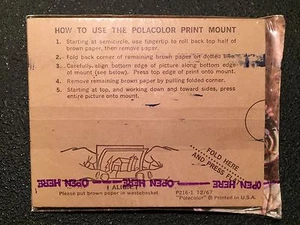 HOW TO USE THE POLACOLOR PRINT MOUNT
1. Starting at semicircle, use fingertip to roll back top half of
brown paper, then remove paper.
2. Fold back corner of remaining brown paper on dotted line.
3. Carefully align bottom edge of picture along bottom edge
of mount (see below). Press top edge of print onto mount.
4. Remove remaining brown paper by pulling folded corner.
5. Starting at top, and working down and toward sides, press
entire picture onto mount.
FOLD HERE
AND PRESS
OPEN HERE OPEN HERE OPEN HERE
ALIGN
Please put brown paper in wastebasket.
P216-1 12/67
"Polacolor" ® Printed in U.S.A.